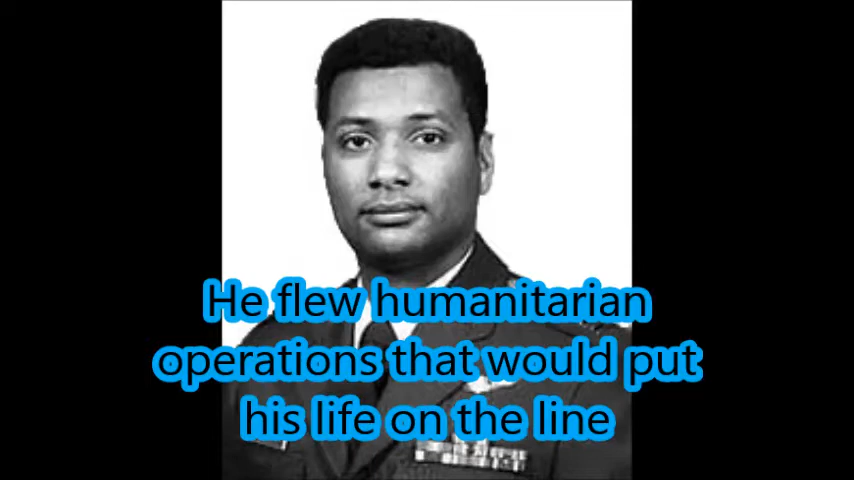 He flew humanitarian
operations that would put
his life on the line